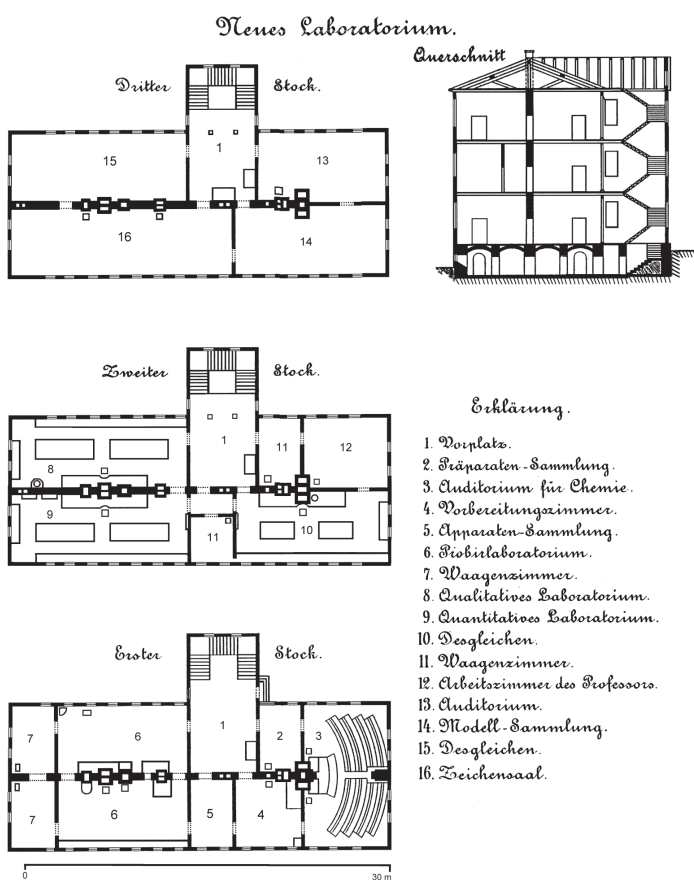 Neues Laboratorium.
Querschnitt
Dritter Stock.
15
1
13
16
14
Zweiter Stock.
8
1
11
12
9
11
10
Erster Stock.
7
6
1
2
3
7
6
5
4
0 30 m
Erklärung.
1. Vorplatz.
2. Präparaten-Sammlung.
3. Auditorium für Chemie.
4. Vorbereitungszimmer.
5. Apparaten-Sammlung.
6. Probirlaboratorium.
7. Waagenzimmer.
8. Qualitatives Laboratorium.
9. Quantitatives Laboratorium.
10. Desgleichen.
11. Waagenzimmer.
12. Arbeitszimmer des Professors.
13. Auditorium.
14. Modell-Sammlung.
15. Desgleichen.
16. Zeichensaal.